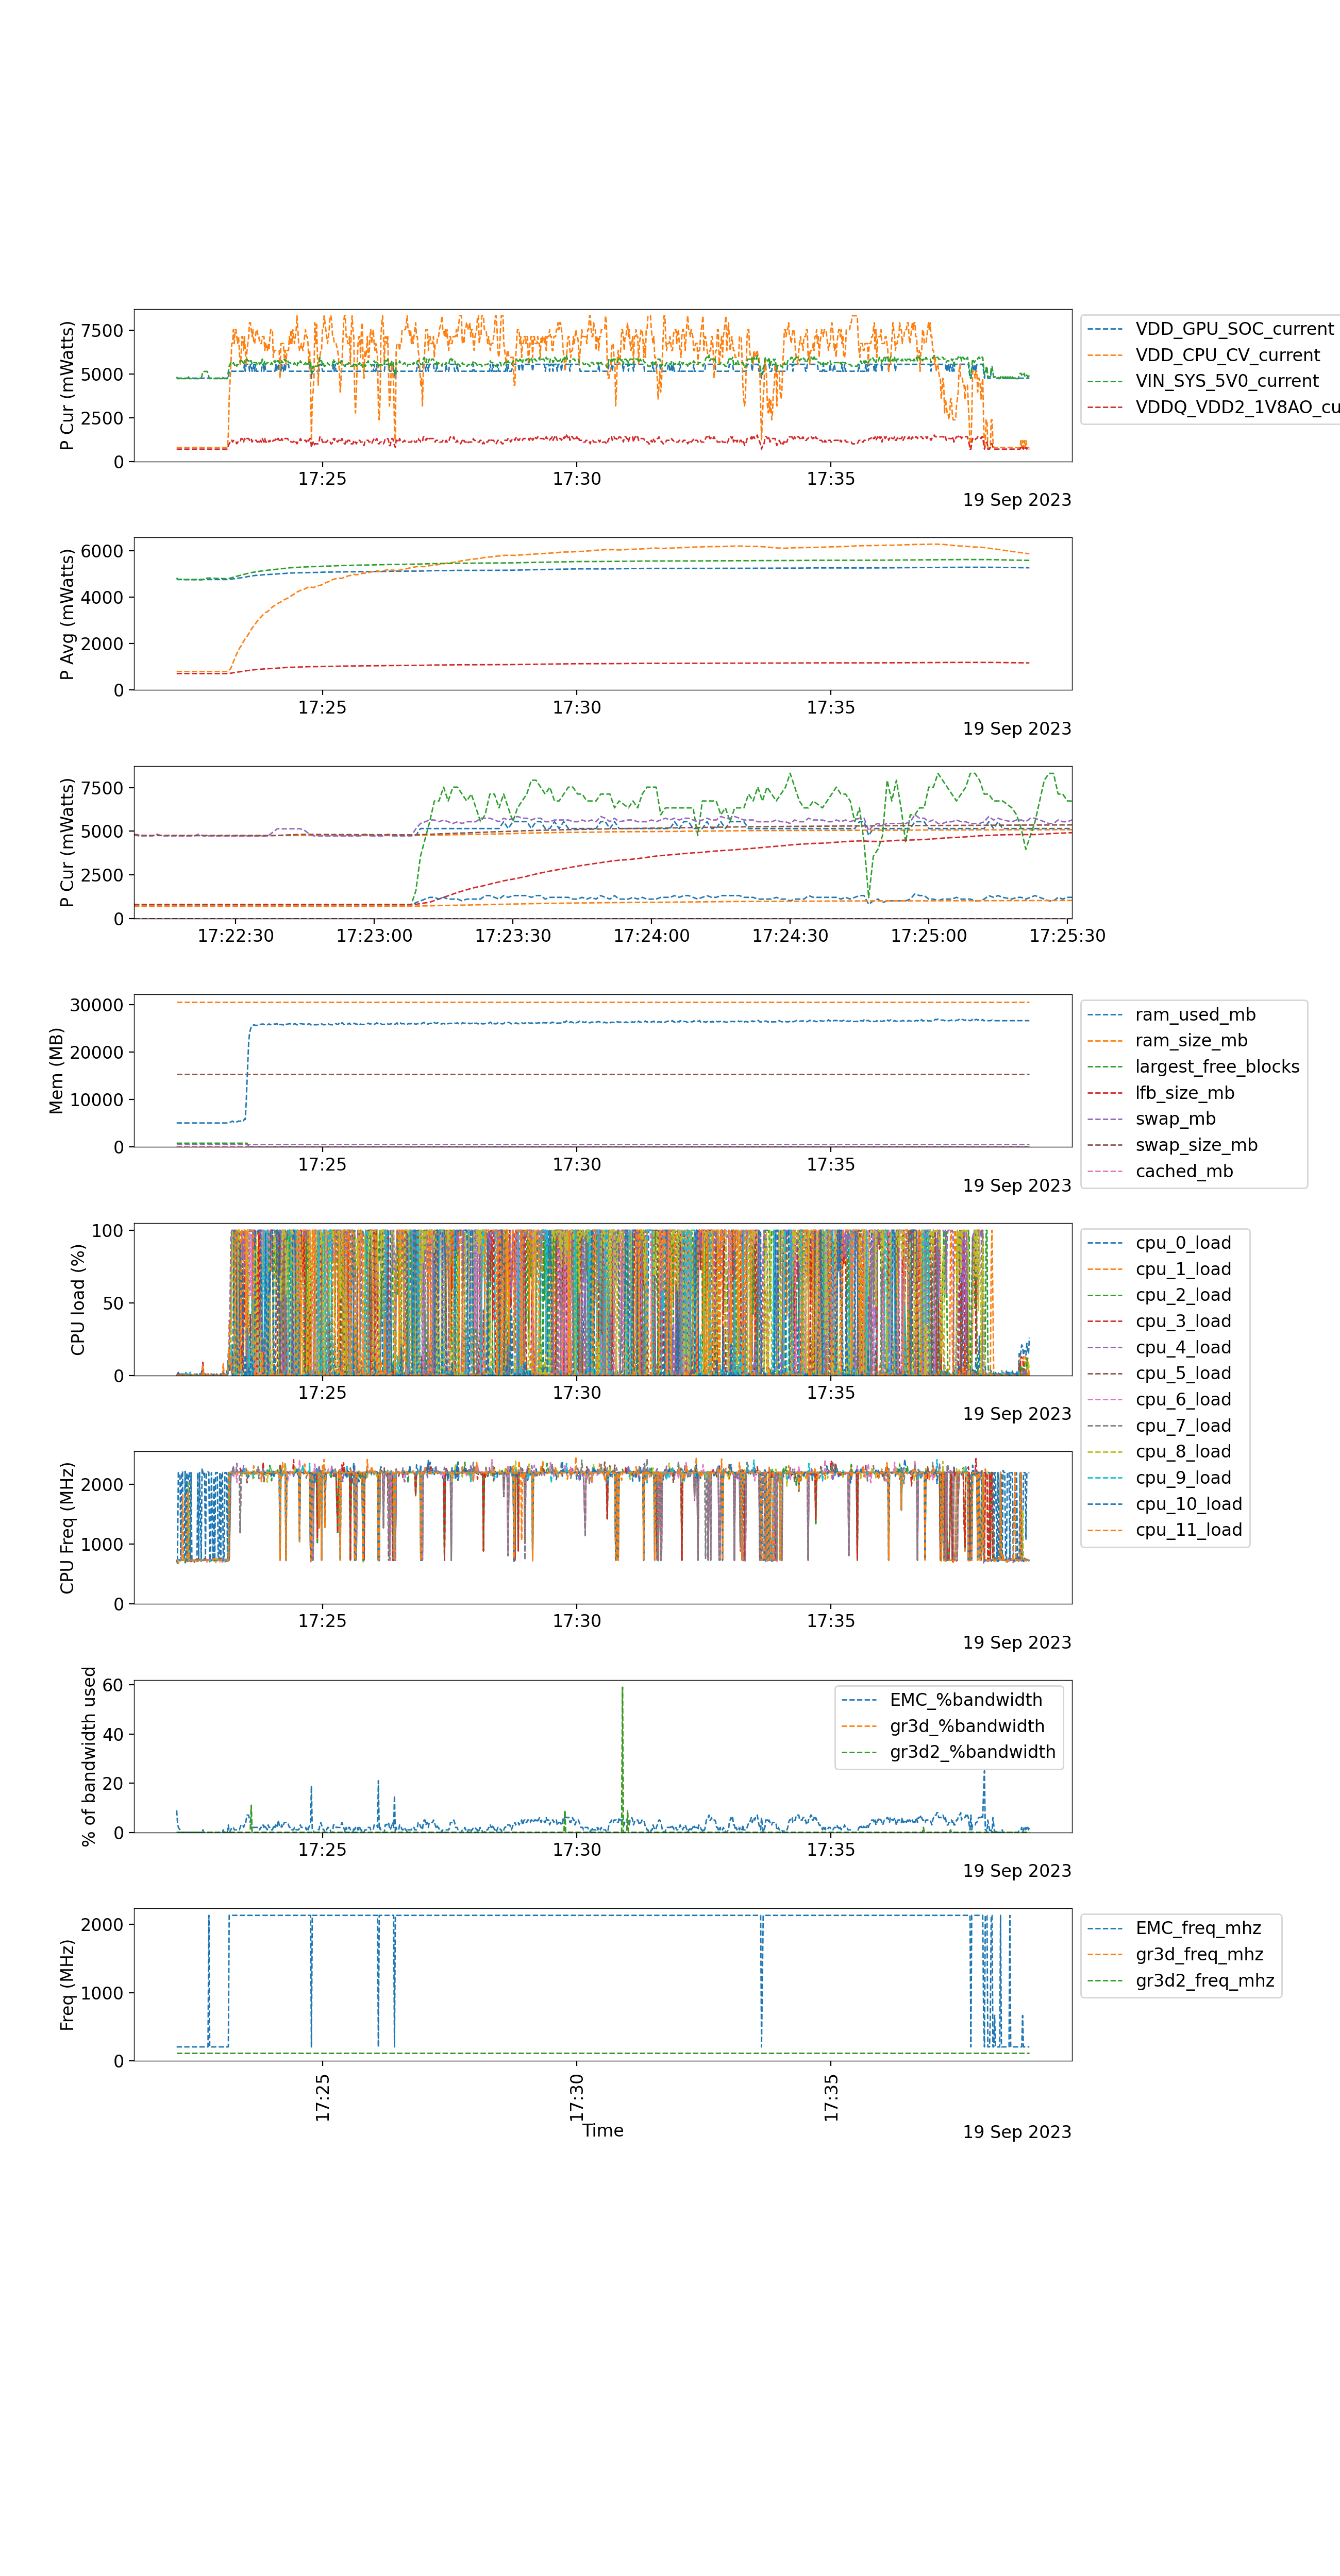 P Cur (mWatts)
7500
5000
2500
0
17:25 17:30 17:35
19 Sep 2023
VDD_GPU_SOC_current
VDD_CPU_CV_current
VIN_SYS_5V0_current
VDDQ_VDD2_1V8AO_cu
P Avg (mWatts)
6000
4000
2000
0
17:25 17:30 17:35
19 Sep 2023
P Cur (mWatts)
7500
5000
2500
0
17:22:30 17:23:00 17:23:30 17:24:00 17:24:30 17:25:00 17:25:30
Mem (MB)
30000
20000
10000
0
17:25 17:30 17:35
19 Sep 2023
ram_used_mb
ram_size_mb
largest_free_blocks
lfb_size_mb
swap_mb
swap_size_mb
cached_mb
CPU load (%)
100
50
0
17:25 17:30 17:35
19 Sep 2023
cpu_0_load
cpu_1_load
cpu_2_load
cpu_3_load
cpu_4_load
cpu_5_load
cpu_6_load
cpu_7_load
cpu_8_load
cpu_9_load
cpu_10_load
cpu_11_load
CPU Freq (MHz)
2000
1000
0
17:25 17:30 17:35
19 Sep 2023
% of bandwidth used
60
40
20
0
17:25 17:30 17:35
19 Sep 2023
EMC_%bandwidth
gr3d_%bandwidth
gr3d2_%bandwidth
Freq (MHz)
2000
1000
0
17:25 17:30 17:35
Time
19 Sep 2023
EMC_freq_mhz
gr3d_freq_mhz
gr3d2_freq_mhz